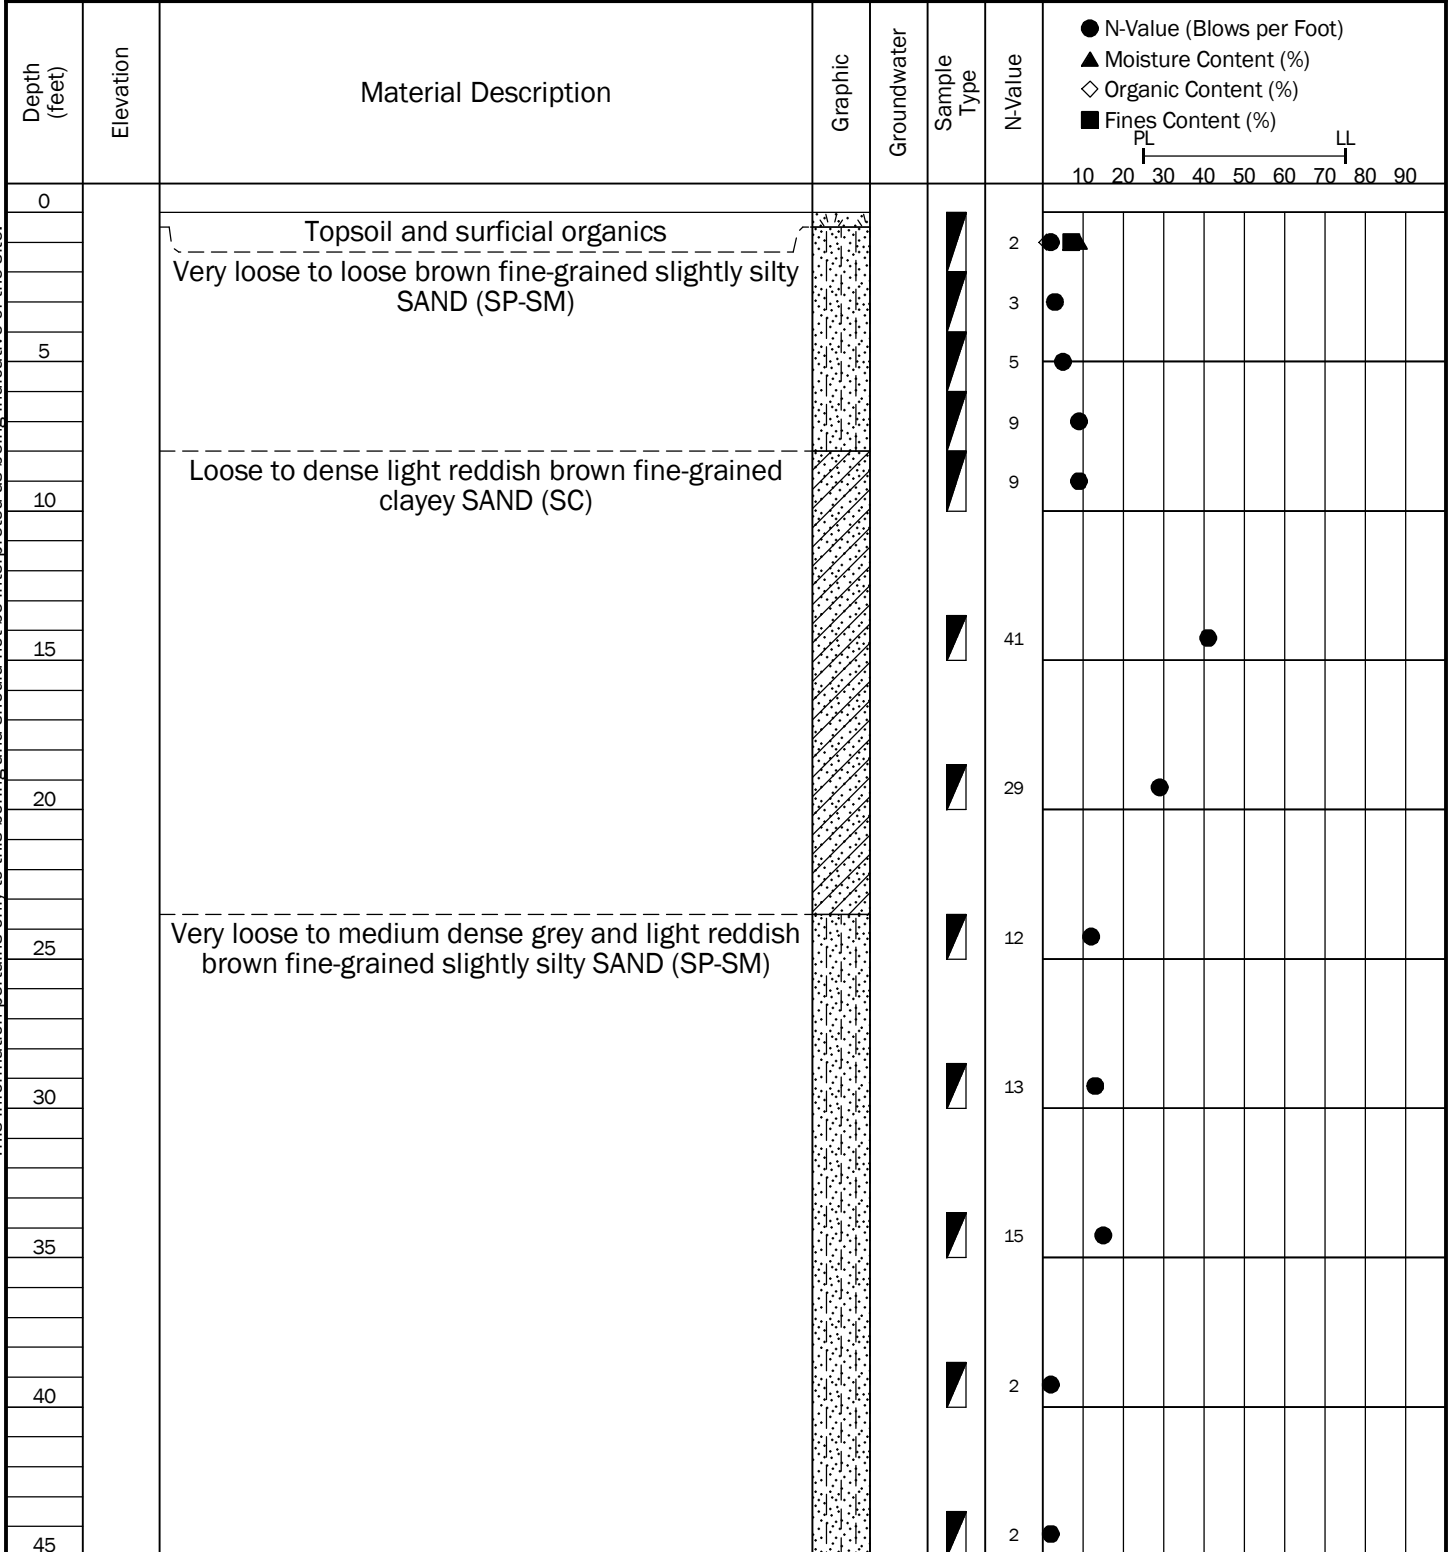 Depth
(feet)
Elevation
Material Description
Graphic
Groundwater
Sample
Type
N-Value
N-Value (Blows per Foot)
Moisture Content (%)
Organic Content (%)
Fines Content (%)
PL LL
10 20 30 40 50 60 70 80 90
0
Topsoil and surficial organics
2
Very loose to loose brown fine-grained slightly silty
SAND (SP-SM)
3
5
5
9
Loose to dense light reddish brown fine-grained
clayey SAND (SC)
9
10
41
15
29
20
Very loose to medium dense grey and light reddish
brown fine-grained slightly silty SAND (SP-SM)
12
25
13
30
15
35
2
40
2
45